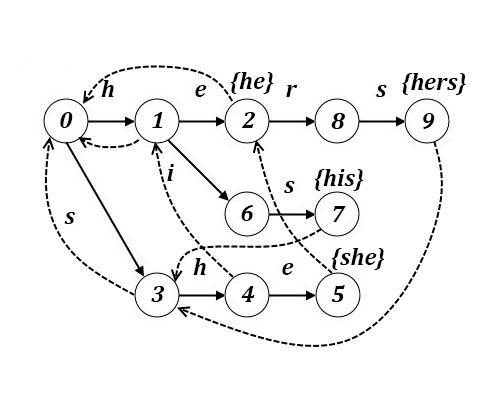 h e {he} r s {hers}
0 1 2 8 9
i s {his}
s 6 7
h e {she}
3 4 5